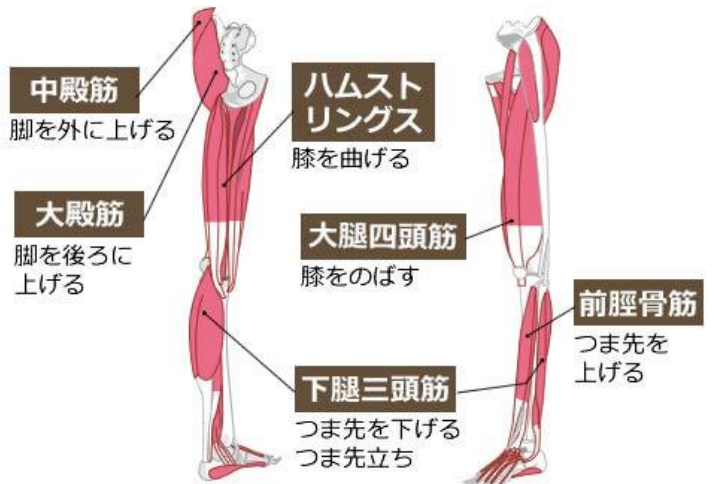 中殿筋
脚を外に上げる
大殿筋
脚を後ろに
上げる
ハムスト
リングス
膝を曲げる
大腿四頭筋
膝をのばす
前脛骨筋
つま先を
上げる
下腿三頭筋
つま先を下げる
つま先立ち